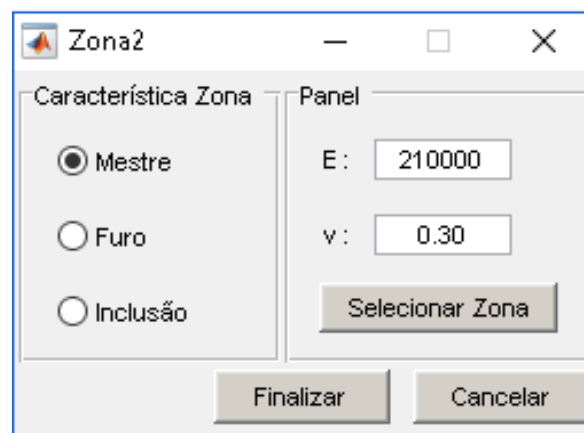 Zona2
Característica Zona
Panel
Mestre
E : 210000
Furo
v : 0.30
Inclusão
Selecionar Zona
Finalizar
Cancelar